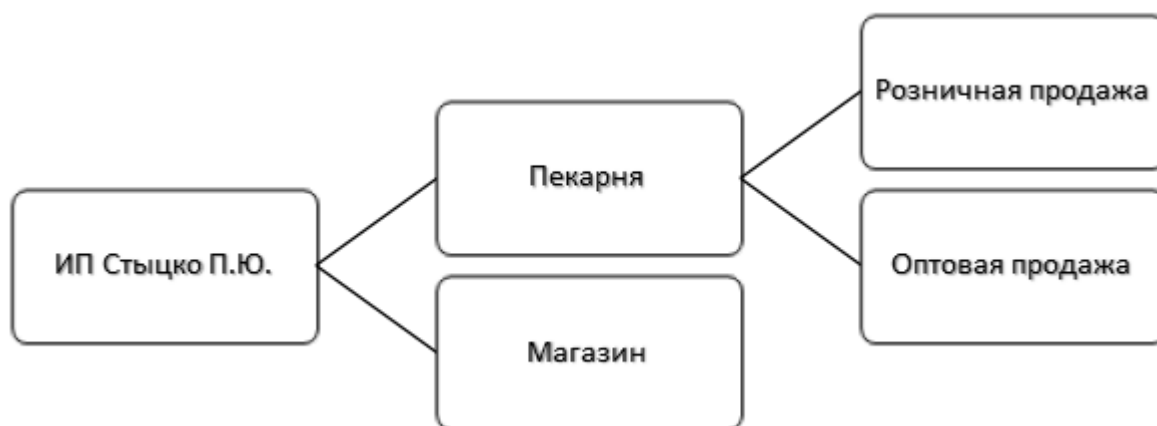 Розничная продажа
Пекарня
ИП Стыцко П.Ю.
Оптовая продажа
Магазин